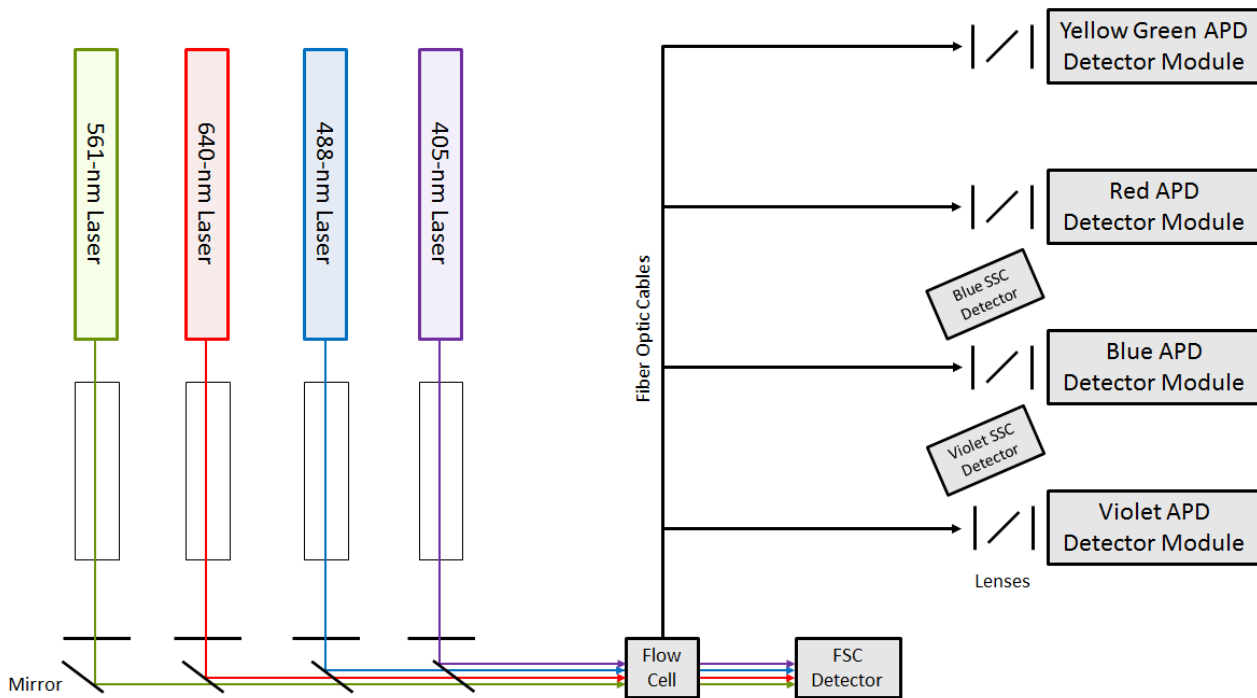 561-nm Laser
640-nm Laser
488-nm Laser
405-nm Laser
Mirror
Fiber Optic Cables
Flow
Cell
FSC
Detector
Yellow Green APD
Detector Module
Red APD
Detector Module
Blue SSC
Detector
Blue APD
Detector Module
Violet SSC
Detector
Violet APD
Detector Module
Lenses